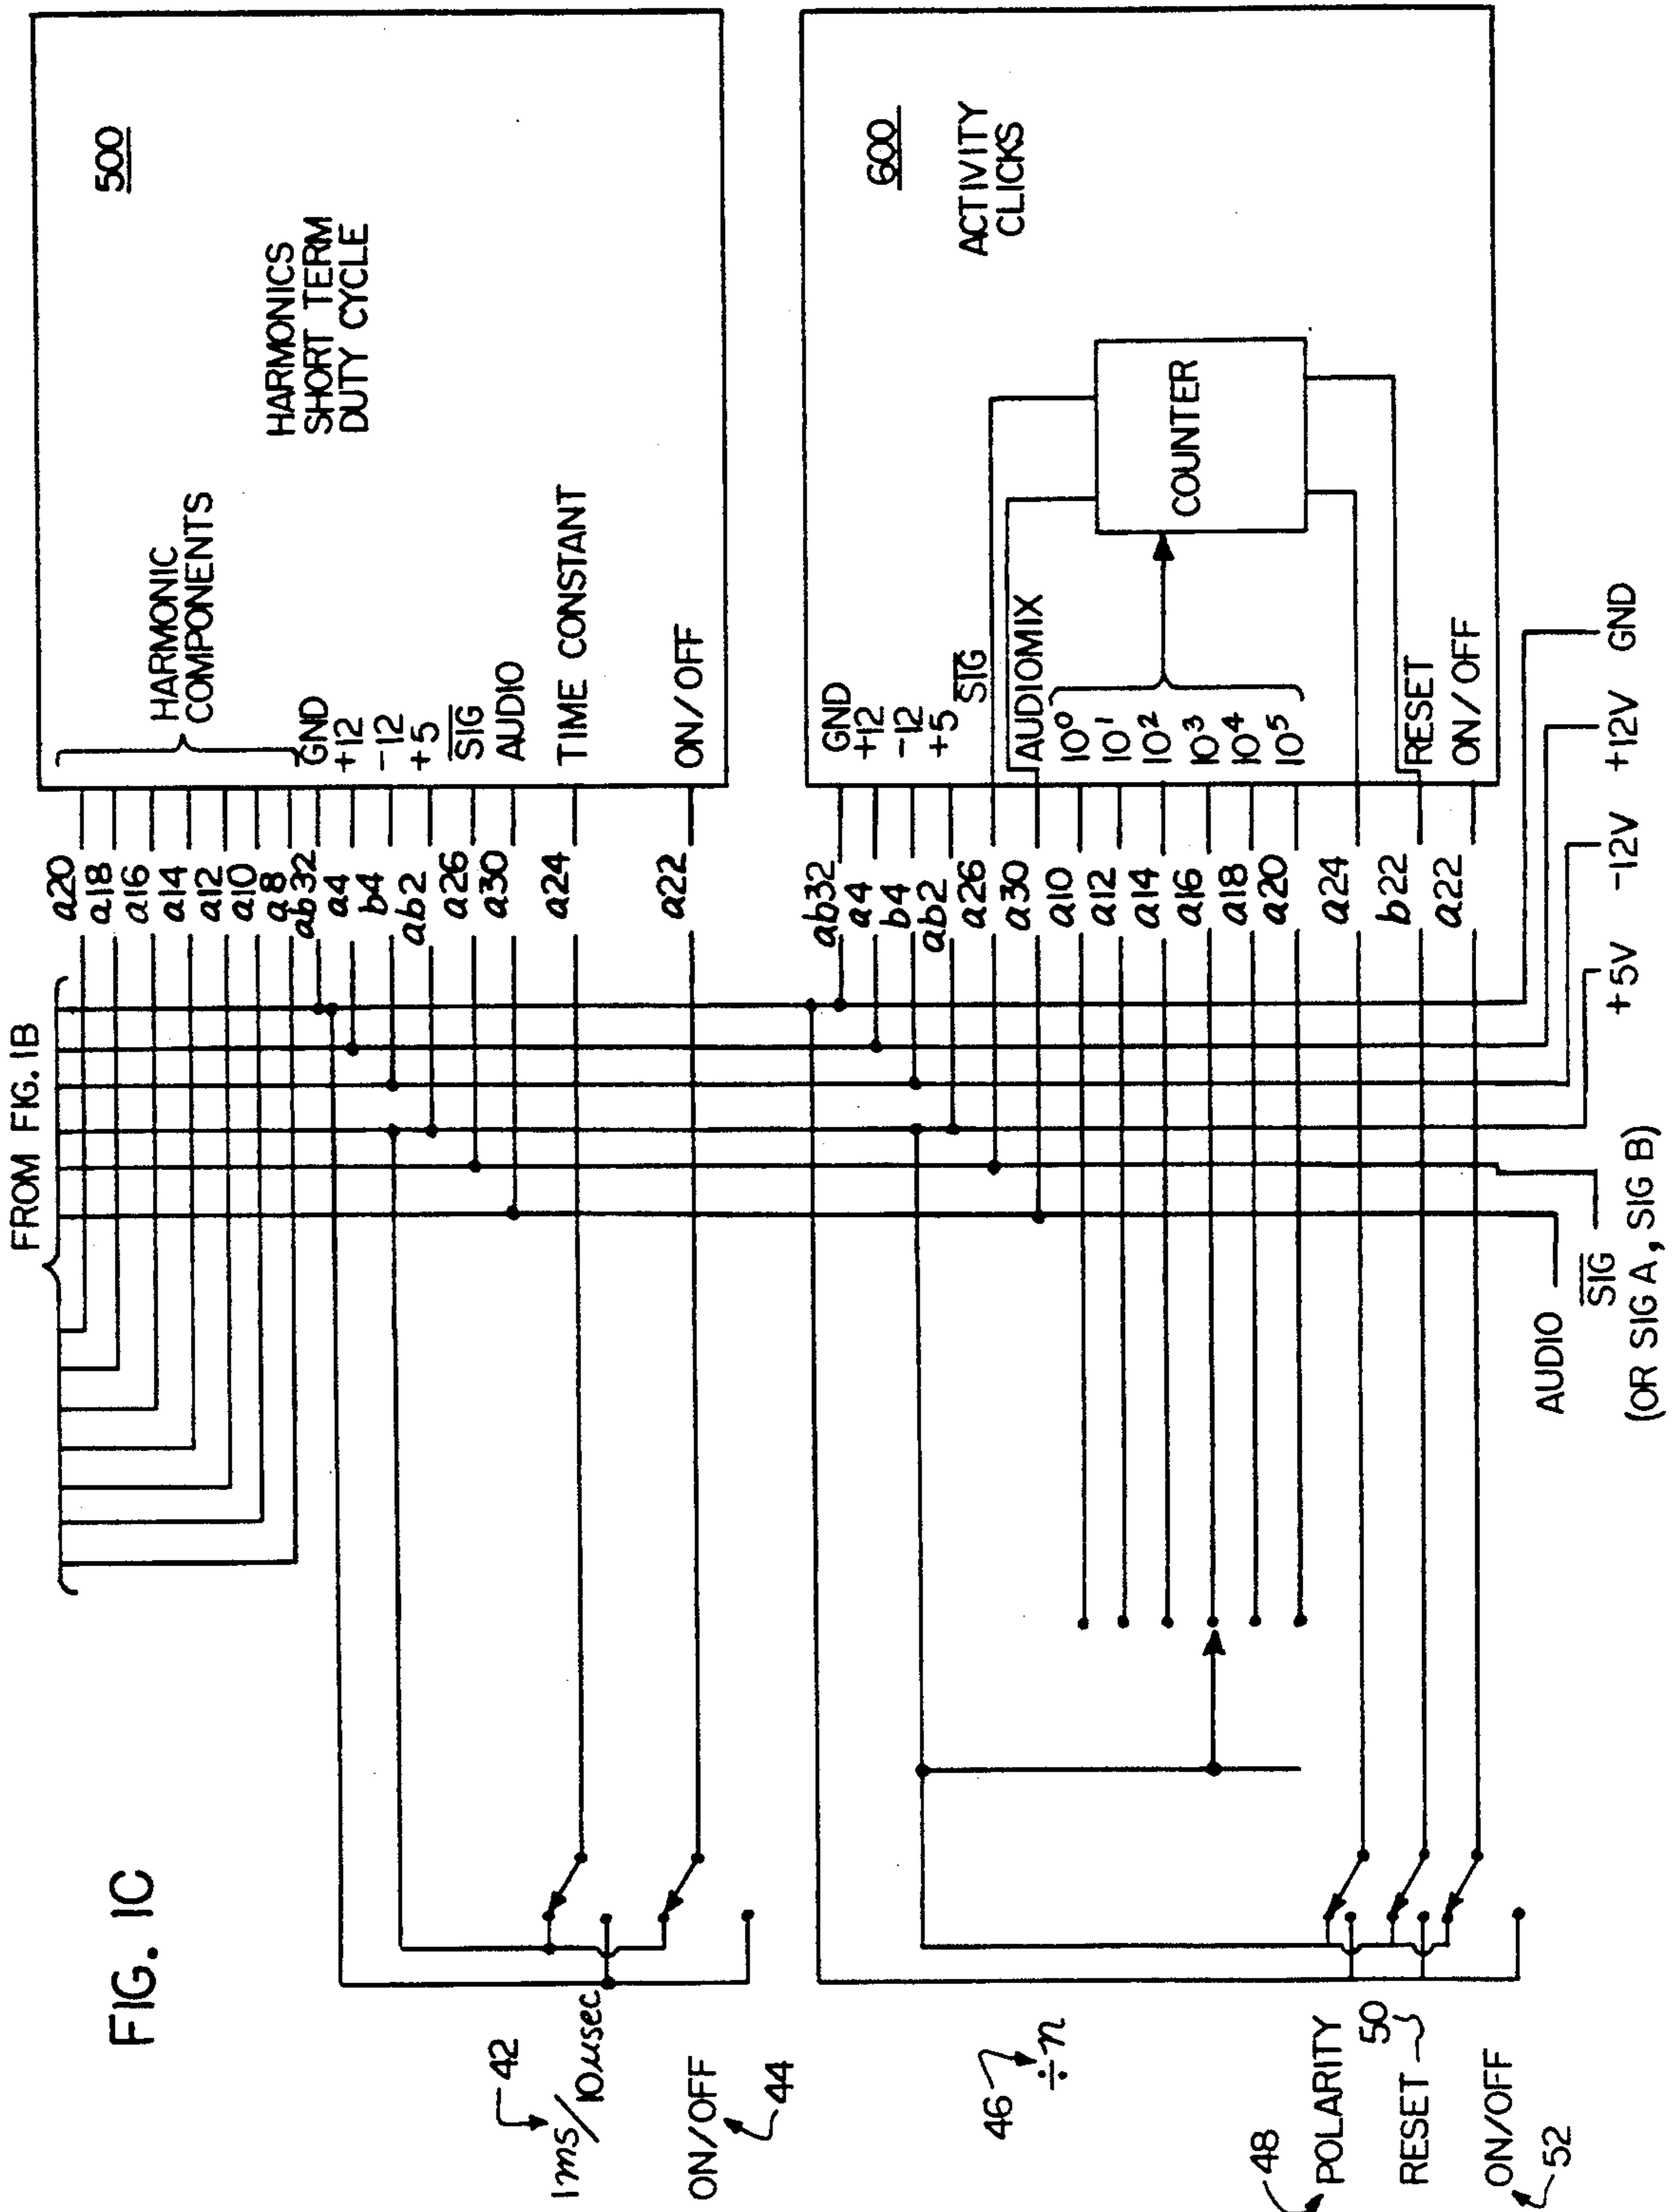 FIG. 1C
FROM FIG. 1B
a20
a18
a16
a14
a12
a10
a8
ab32
a4
b4
ab2
a26
a30
a24
a22
500
HARMONIC
COMPONENTS
HARMONICS
SHORT TERM
DUTY CYCLE
GND
+12
-12
+5
SIG
AUDIO
TIME CONSTANT
ON/OFF
42
1ms/10μsec
ON/OFF
44
ab32
a4
b4
ab2
a26
a30
a10
a12
a14
a16
a18
a20
a24
b22
a22
600
ACTIVITY
CLICKS
GND
+12
-12
+5
SIG
AUDIOMIX
10⁰
10¹
10²
10³
10⁴
10⁵
COUNTER
RESET
ON/OFF
46
÷n
48
POLARITY
50
RESET
ON/OFF
52
AUDIO
SIG
(OR SIG A, SIG B)
+5V
-12V
+12V
GND